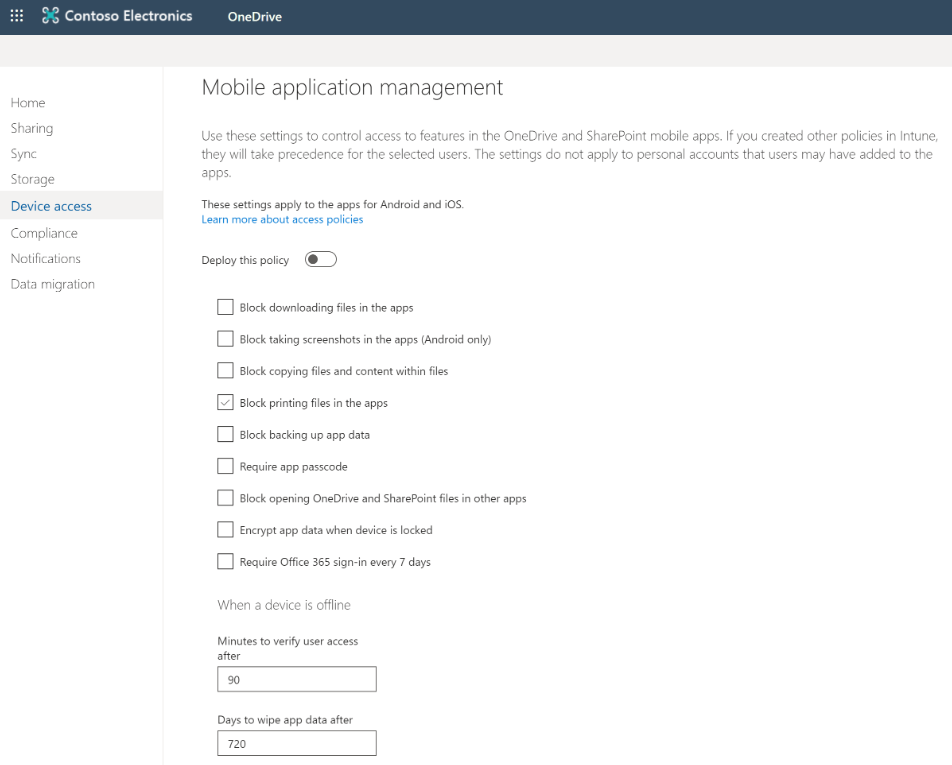 Contoso Electronics OneDrive
Home
Sharing
Sync
Storage
Device access
Compliance
Notifications
Data migration
Mobile application management
Use these settings to control access to features in the OneDrive and SharePoint mobile apps. If you created other policies in Intune,
they will take precedence for the selected users. The settings do not apply to personal accounts that users may have added to the
apps.
These settings apply to the apps for Android and iOS.
Learn more about access policies
Deploy this policy
Block downloading files in the apps
Block taking screenshots in the apps (Android only)
Block copying files and content within files
Block printing files in the apps
Block backing up app data
Require app passcode
Block opening OneDrive and SharePoint files in other apps
Encrypt app data when device is locked
Require Office 365 sign-in every 7 days
When a device is offline
Minutes to verify user access
after
90
Days to wipe app data after
720